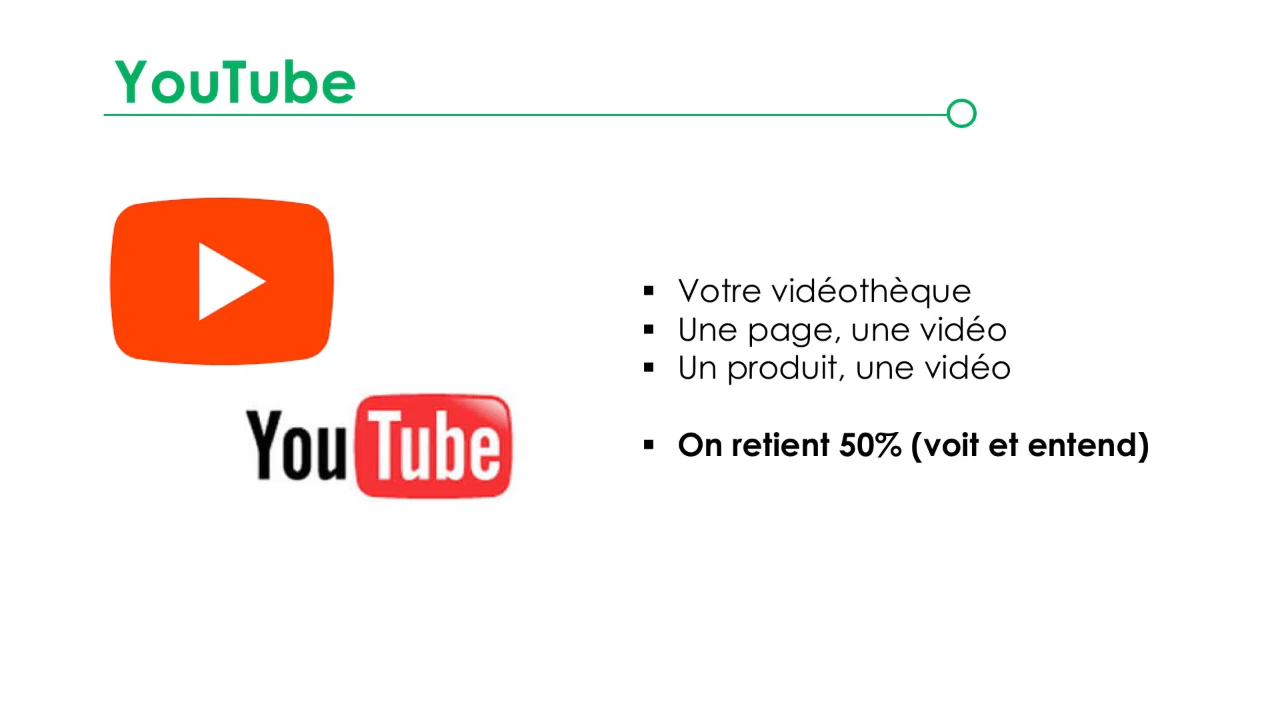 YouTube
YouTube
Votre vidéothèque
Une page, une vidéo
Un produit, une vidéo
On retient 50% (voit et entend)